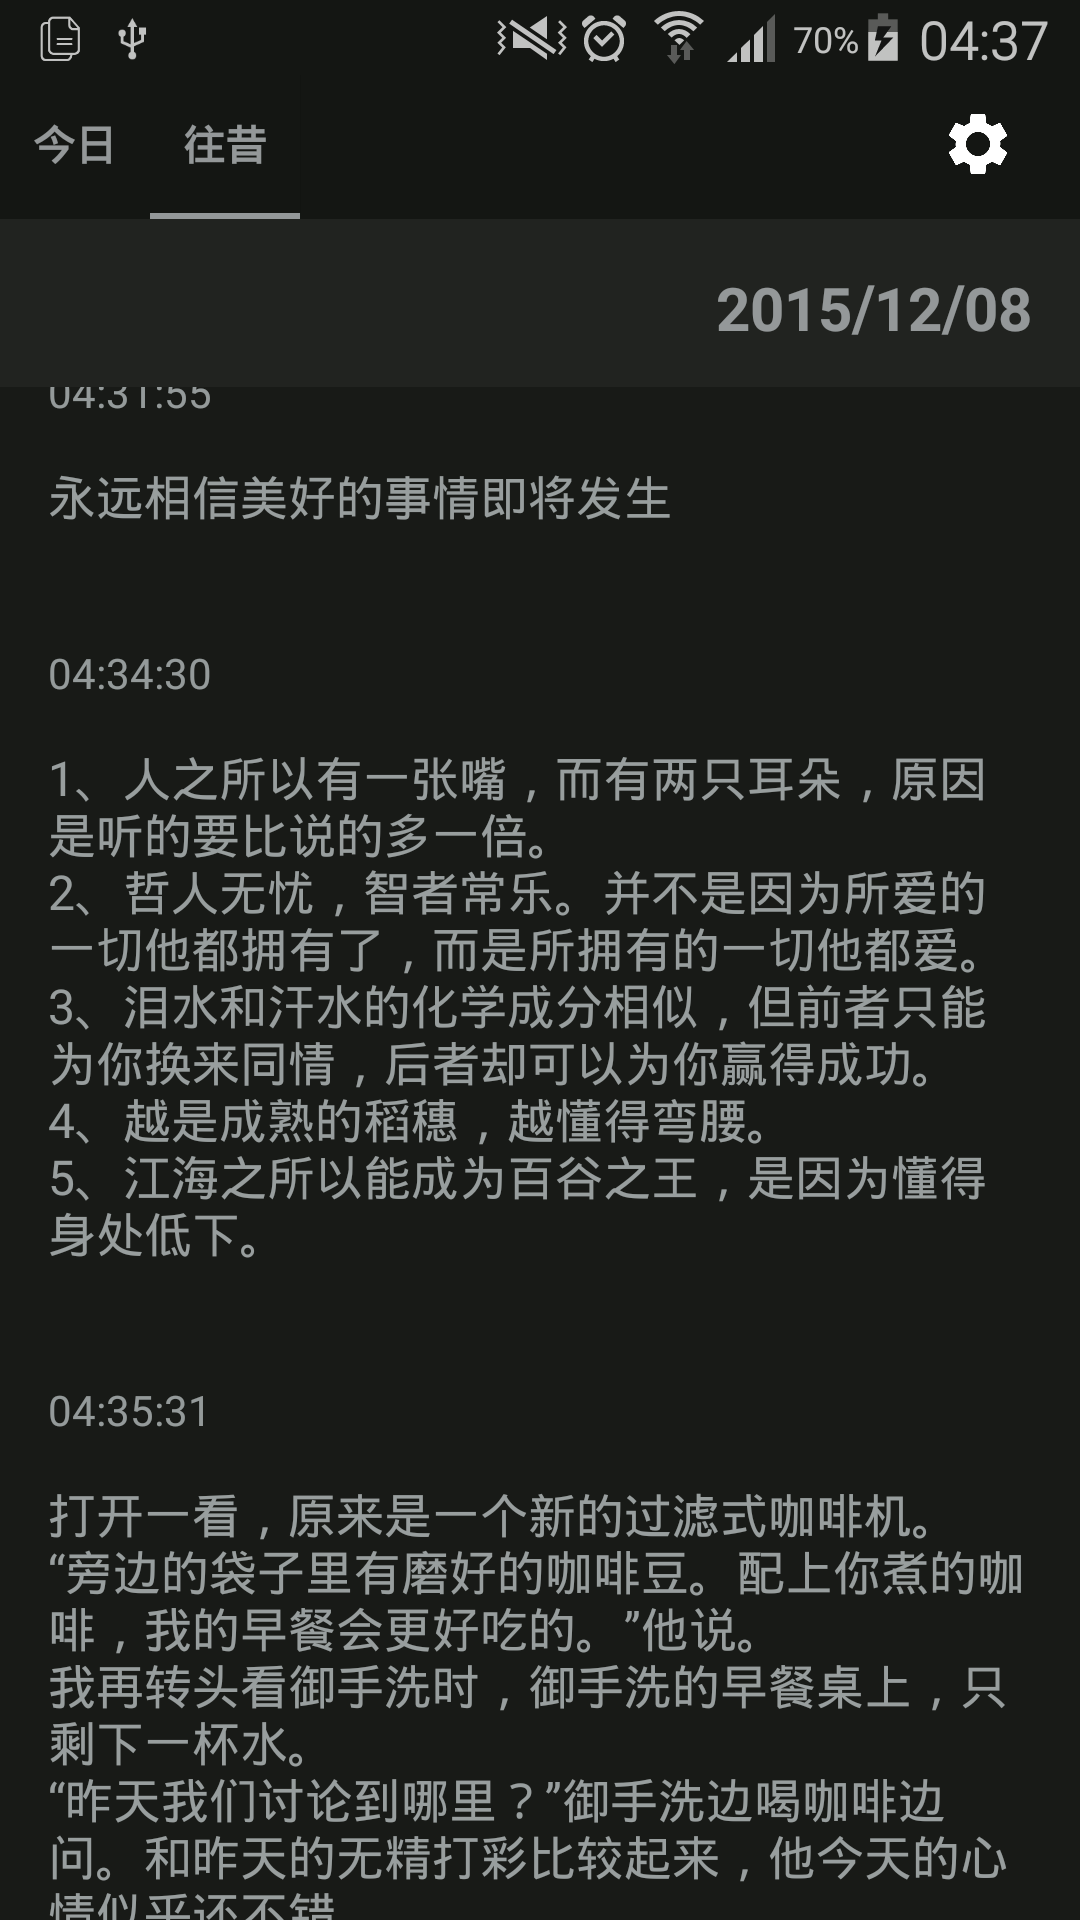 70% 04:37
今日 往昔
2015/12/08
04:31:55
永远相信美好的事情即将发生
04:34:30
1、人之所以有一张嘴，而有两只耳朵，原因
是听的要比说的多一倍。
2、哲人无忧，智者常乐。并不是因为所爱的
一切他都拥有了，而是所拥有的一切他都爱。
3、泪水和汗水的化学成分相似，但前者只能
为你换来同情，后者却可以为你赢得成功。
4、越是成熟的稻穗，越懂得弯腰。
5、江海之所以能成为百谷之王，是因为懂得
身处低下。
04:35:31
打开一看，原来是一个新的过滤式咖啡机。
“旁边的袋子里有磨好的咖啡豆。配上你煮的咖
啡，我的早餐会更好吃的。”他说。
我再转头看御手洗时，御手洗的早餐桌上，只
剩下一杯水。
“昨天我们讨论到哪里？”御手洗边喝咖啡边
问。和昨天的无精打彩比较起来，他今天的心
情似乎还不错